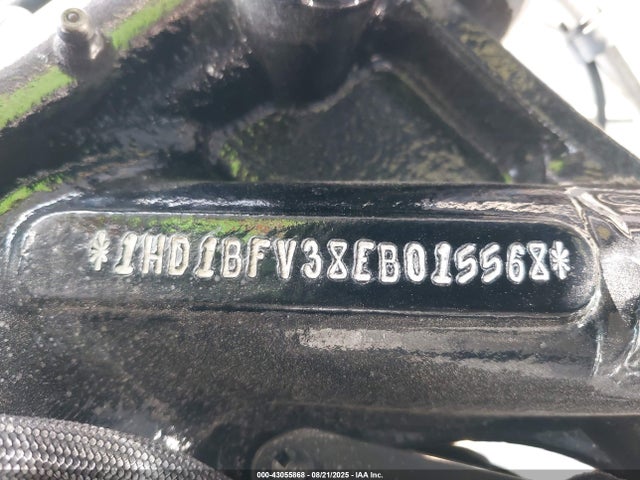 *1HD1BFV38EB015568*
000-43055868 - 08/21/2025 - IAA Inc.